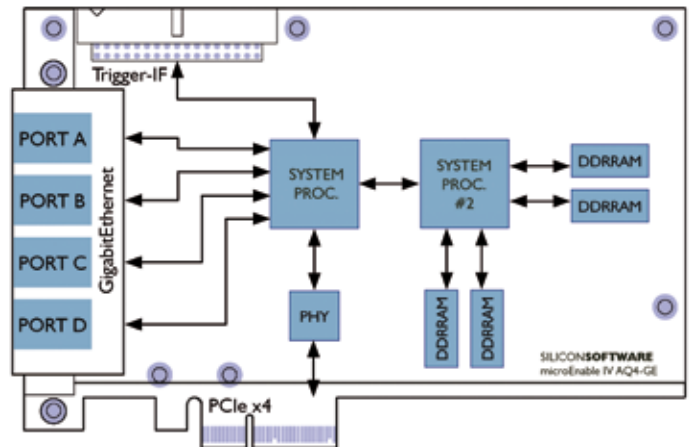 Trigger-IF
PORT A
PORT B
PORT C
PORT D
GigabitEthernet
SYSTEM
PROC.
SYSTEM
PROC.
#2
DDRRAM
DDRRAM
PHY
DDRRAM
DDRRAM
SILICONSOFTWARE
microEnable IV AQ4-GE
PCIe x4